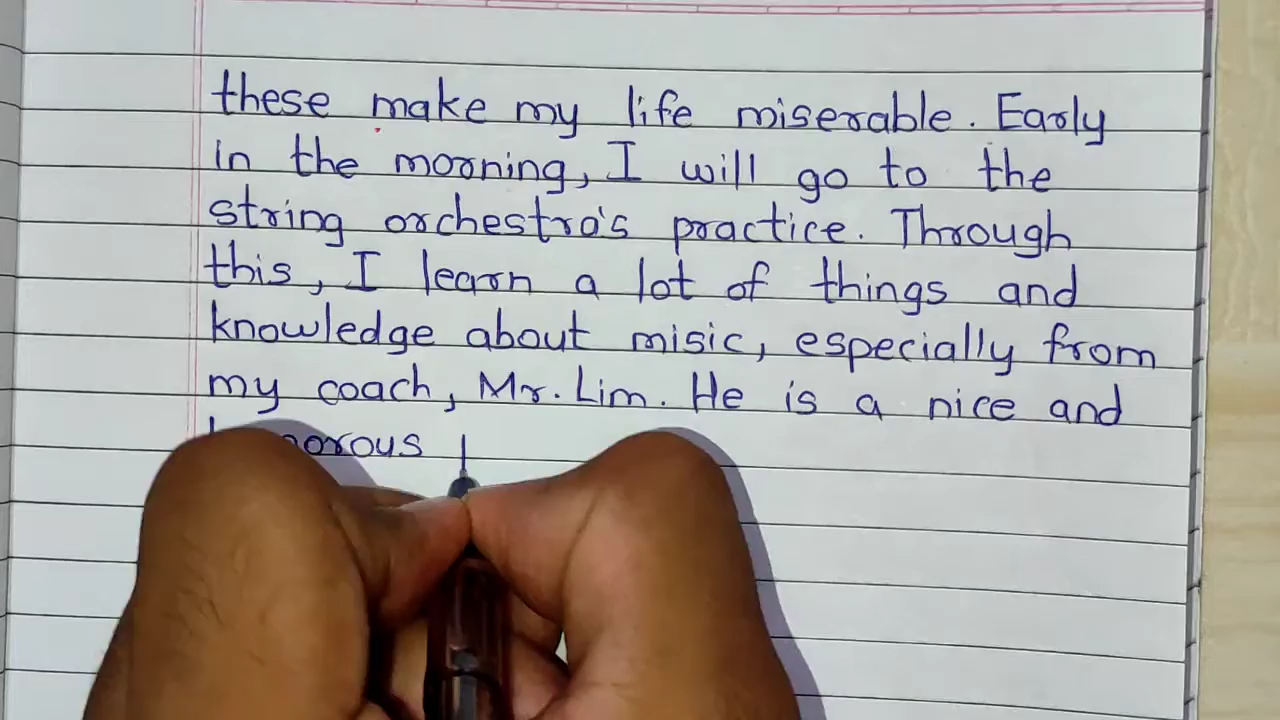 these make my life miserable. Early
in the morning, I will go to the
string orchestra's practice. Through
this, I learn a lot of things and
knowledge about misic, especially from
my coach, Mr. Lim. He is a nice and